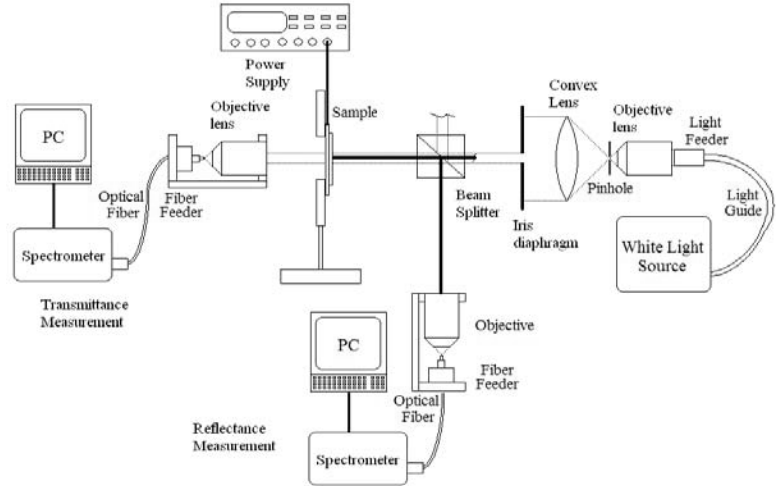 Power
Supply
PC
Objective
lens
Sample
Convex
Lens
Objective
lens
Light
Feeder
Optical
Fiber
Fiber
Feeder
Beam
Splitter
Pinhole
Iris
diaphragm
Light
Guide
Spectrometer
White Light
Source
Transmittance
Measurement
PC
Objective
Fiber
Feeder
Optical
Fiber
Reflectance
Measurement
Spectrometer